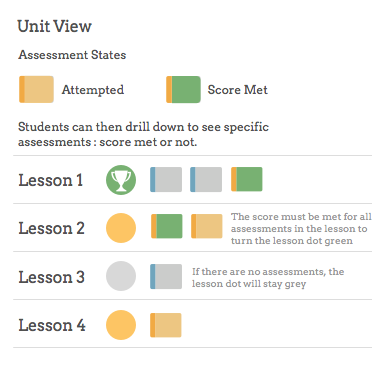 Unit View
Assessment States
Attempted
Score Met
Students can then drill down to see specific
assessments : score met or not.
Lesson 1
Lesson 2
The score must be met for all
assessments in the lesson to
turn the lesson dot green
Lesson 3
If there are no assessments, the
lesson dot will stay grey
Lesson 4